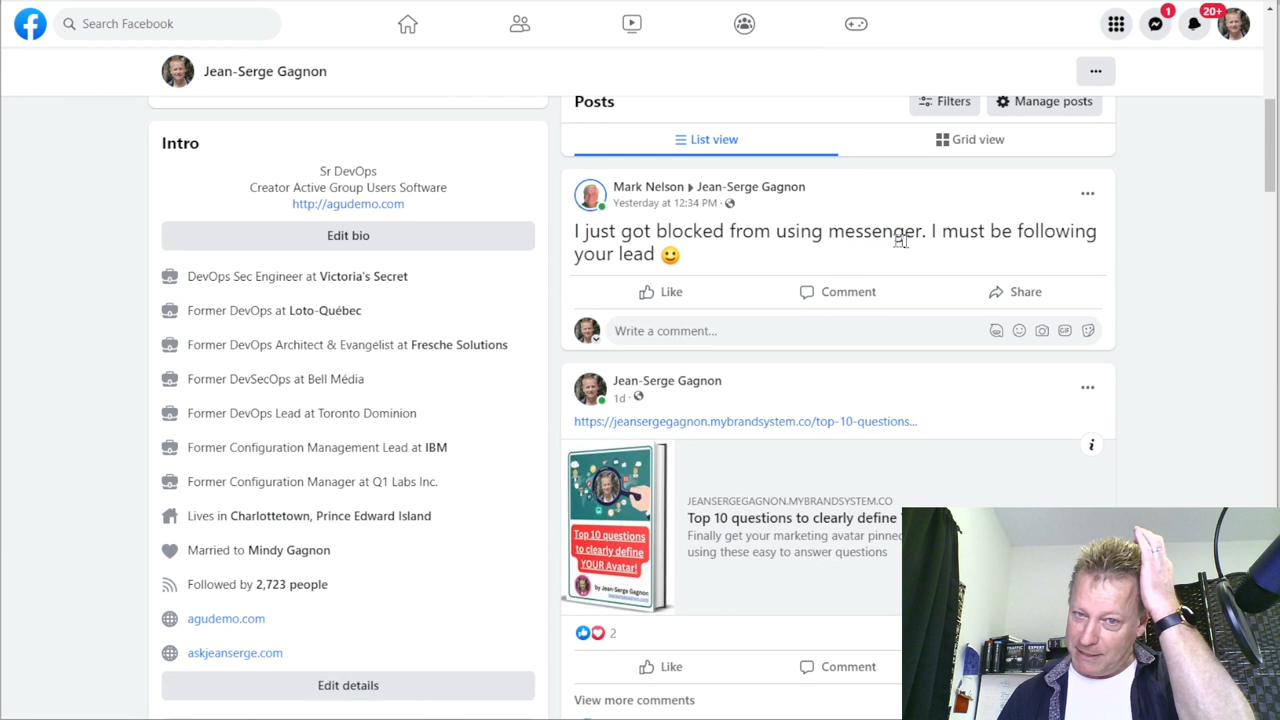 Search Facebook
1
20+
Jean-Serge Gagnon
Intro
Sr DevOps
Creator Active Group Users Software
http://agudemo.com
Edit bio
DevOps Sec Engineer at Victoria's Secret
Former DevOps at Loto-Québec
Former DevOps Architect & Evangelist at Fresche Solutions
Former DevSecOps at Bell Média
Former DevOps Lead at Toronto Dominion
Former Configuration Management Lead at IBM
Former Configuration Manager at Q1 Labs Inc.
Lives in Charlottetown, Prince Edward Island
Married to Mindy Gagnon
Followed by 2,723 people
agudemo.com
askjeanserge.com
Edit details
Posts
Filters
Manage posts
List view
Grid view
Mark Nelson Jean-Serge Gagnon
Yesterday at 12:34 PM ·
I just got blocked from using messenger. I must be following
your lead 🙂
Like
Comment
Share
Write a comment...
GIF
Jean-Serge Gagnon
1d ·
https://jeansergegagnon.mybrandsystem.co/top-10-questions...
Top 10 questions
to clearly define
YOUR Avatar!
by Jean-Serge Gagnon
JEANSERGEGAGNON.MYBRANDSYSTEM.CO
Top 10 questions to clearly define
Finally get your marketing avatar pinned
using these easy to answer questions
2
Like
Comment
View more comments
EXPERT